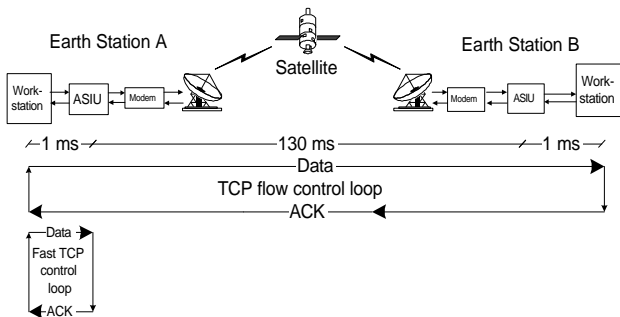 Earth Station A
Earth Station B
Satellite
Work-
station
ASIU
Modem
Modem
ASIU
Work-
station
1 ms
130 ms
1 ms
Data
TCP flow control loop
ACK
Data
Fast TCP
control
loop
ACK